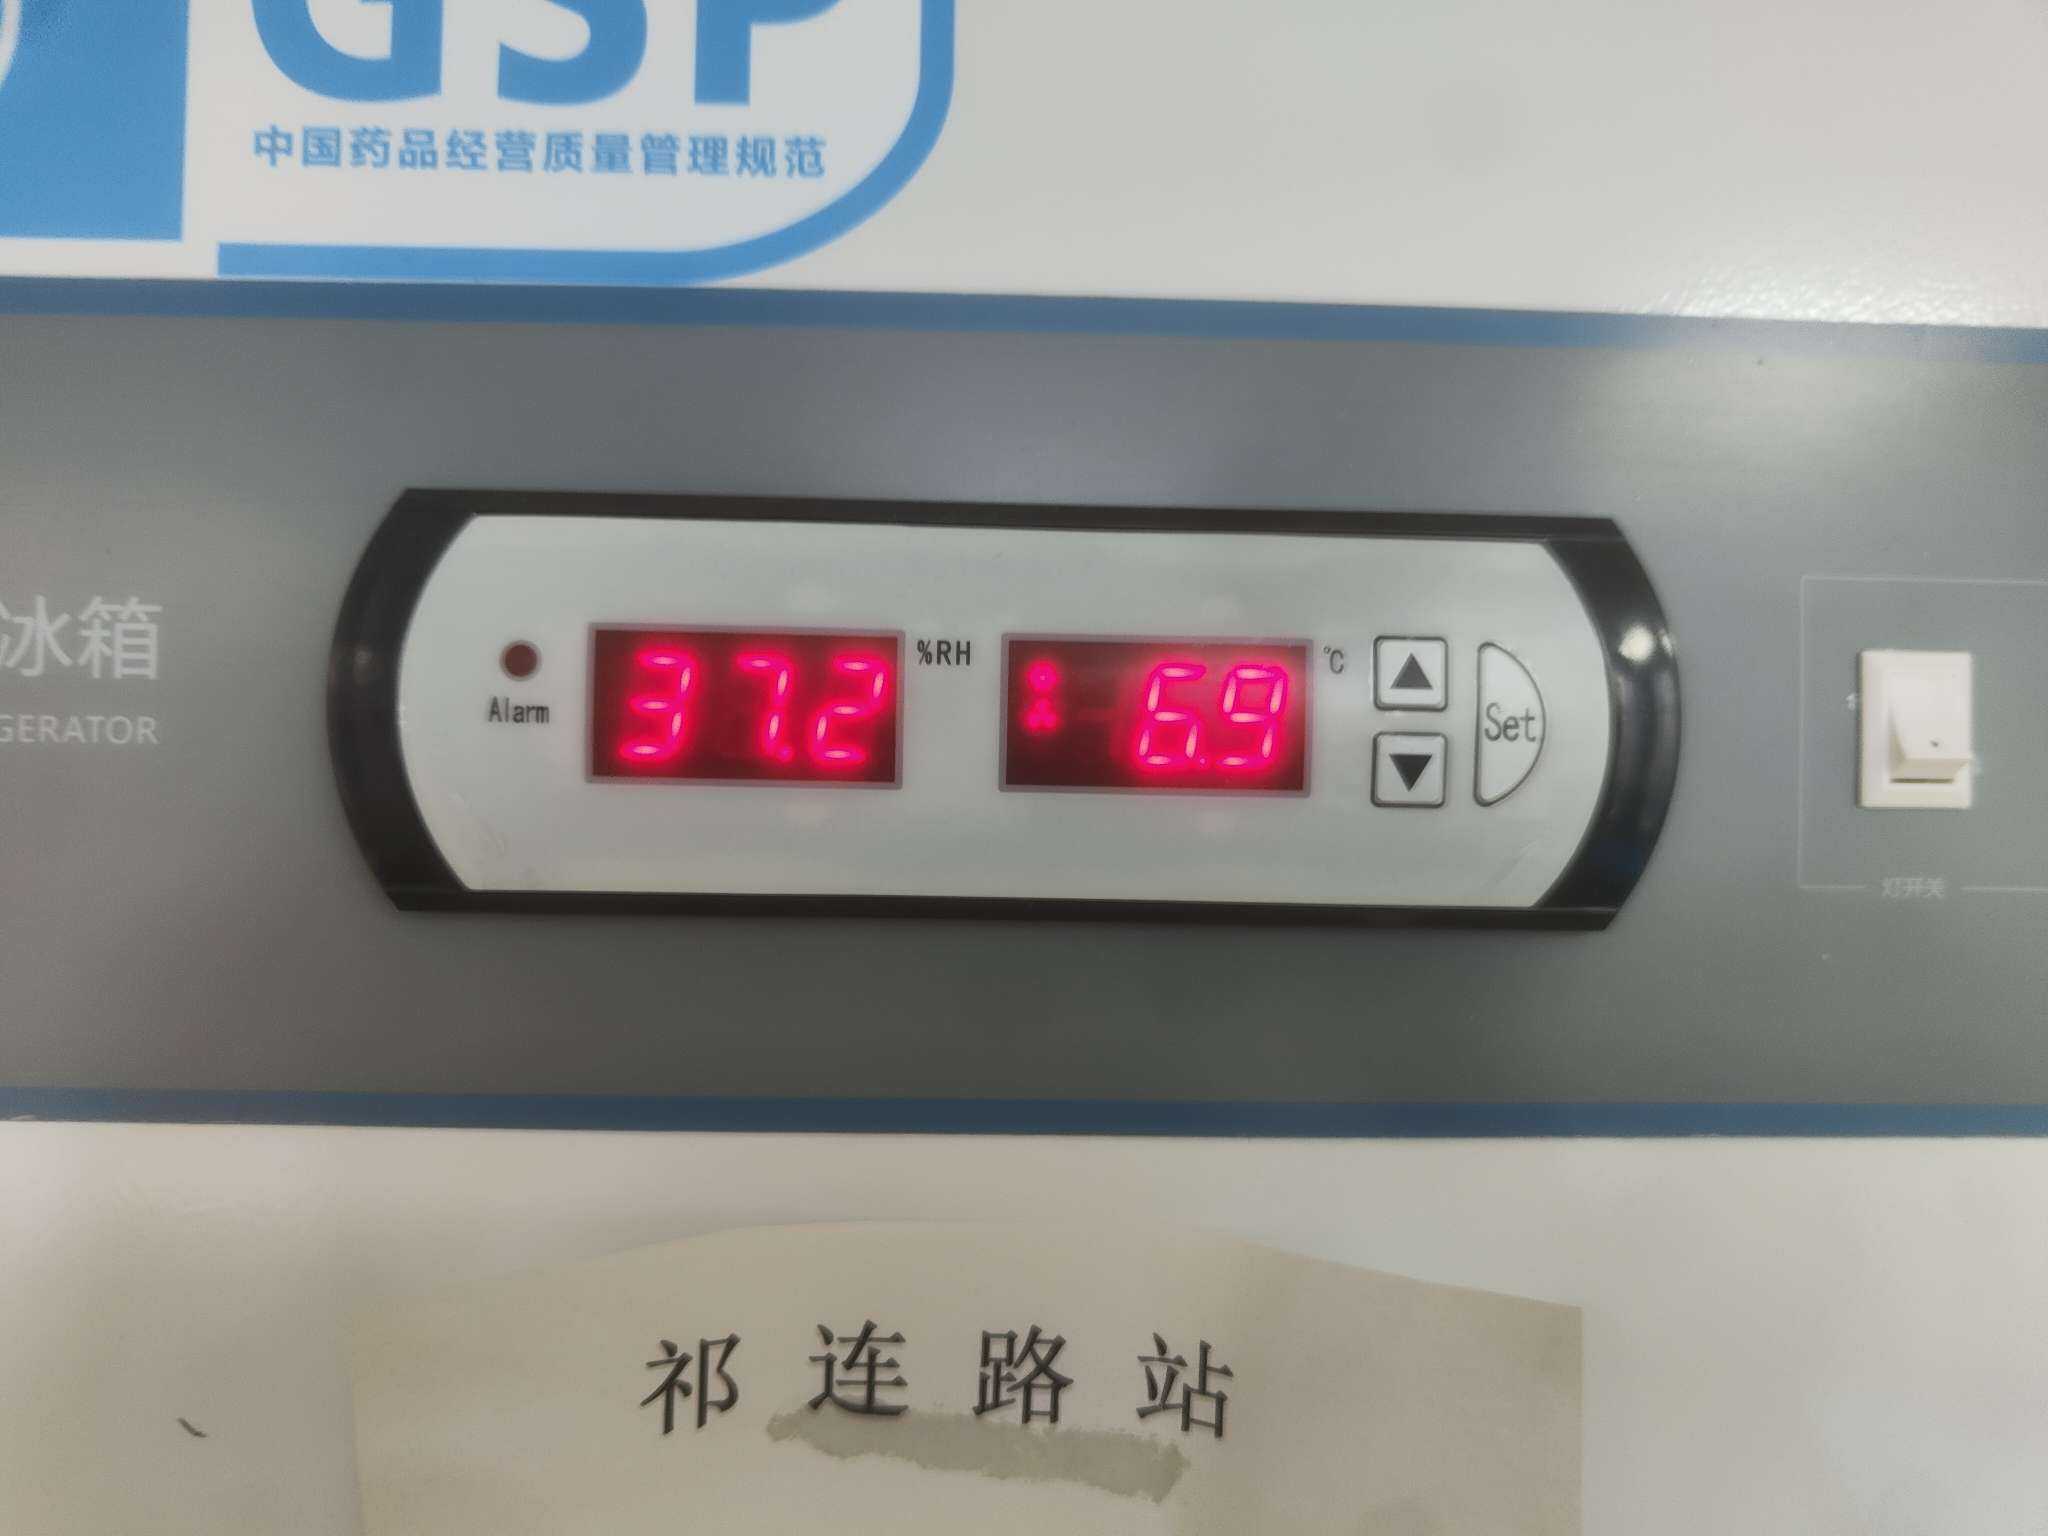 GSP
中国药品经营质量管理规范
冰箱
GERATOR
Alarm
37.2 %RH
6.9 ℃
Set
灯开关
祁连路站